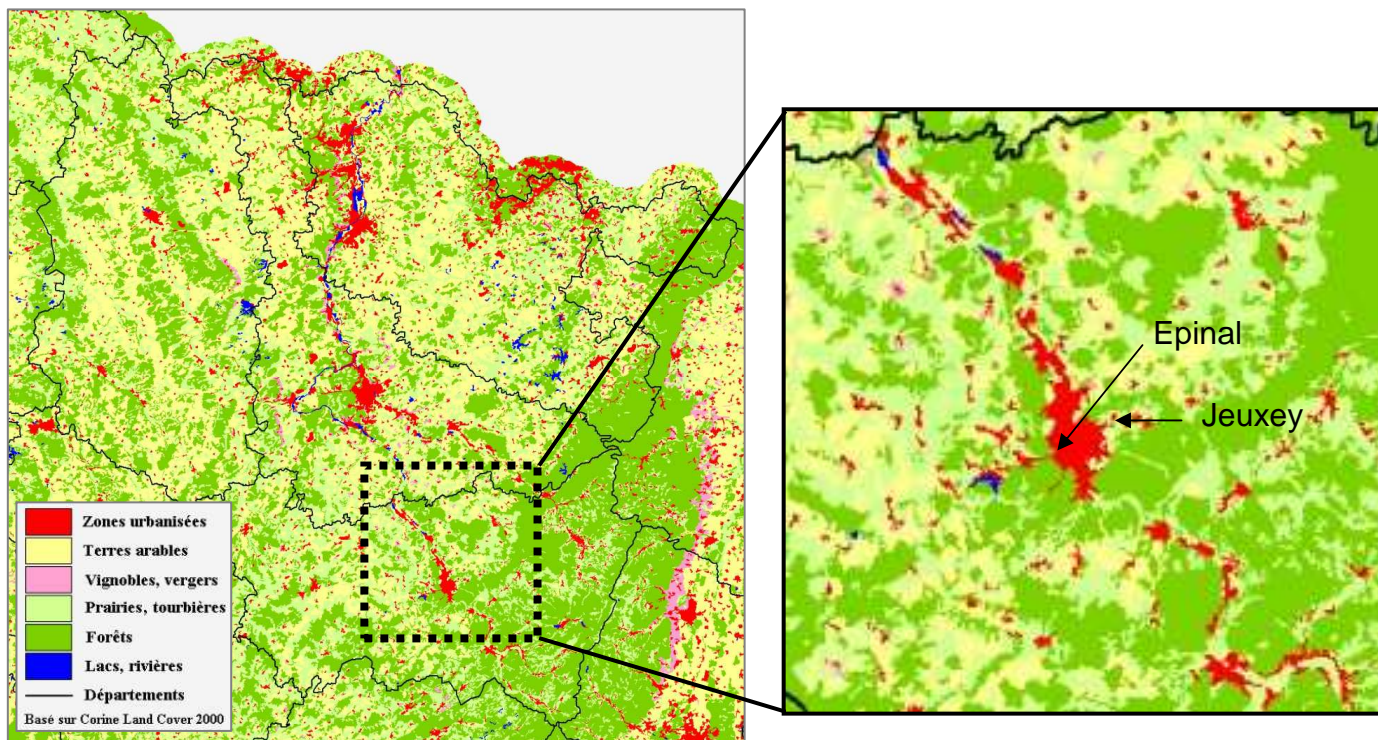 Epinal
Jeuxey
Zones urbanisées
Terres arables
Vignobles, vergers
Prairies, tourbières
Forêts
Lacs, rivières
Départements
Basé sur Corine Land Cover 2000